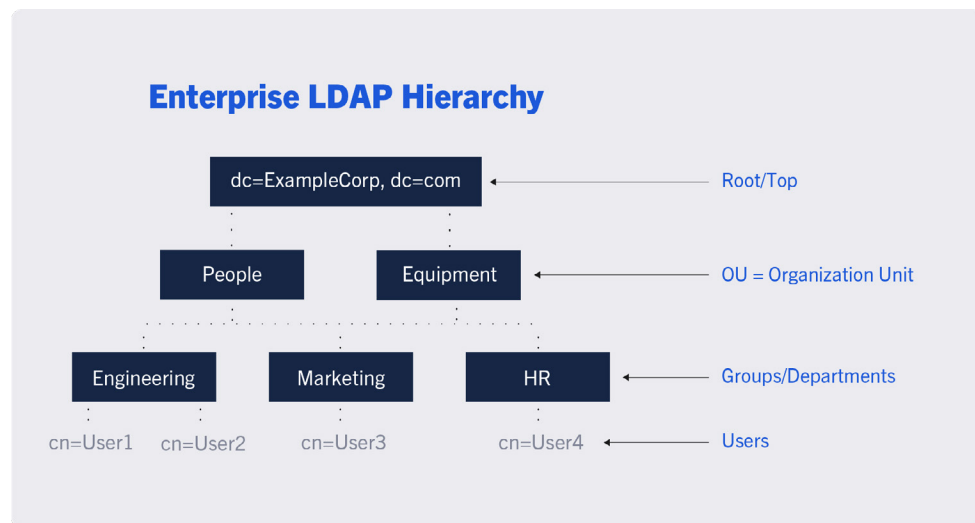 Enterprise LDAP Hierarchy
dc=ExampleCorp, dc=com
Root/Top
People
Equipment
OU = Organization Unit
Engineering
Marketing
HR
Groups/Departments
cn=User1
cn=User2
cn=User3
cn=User4
Users